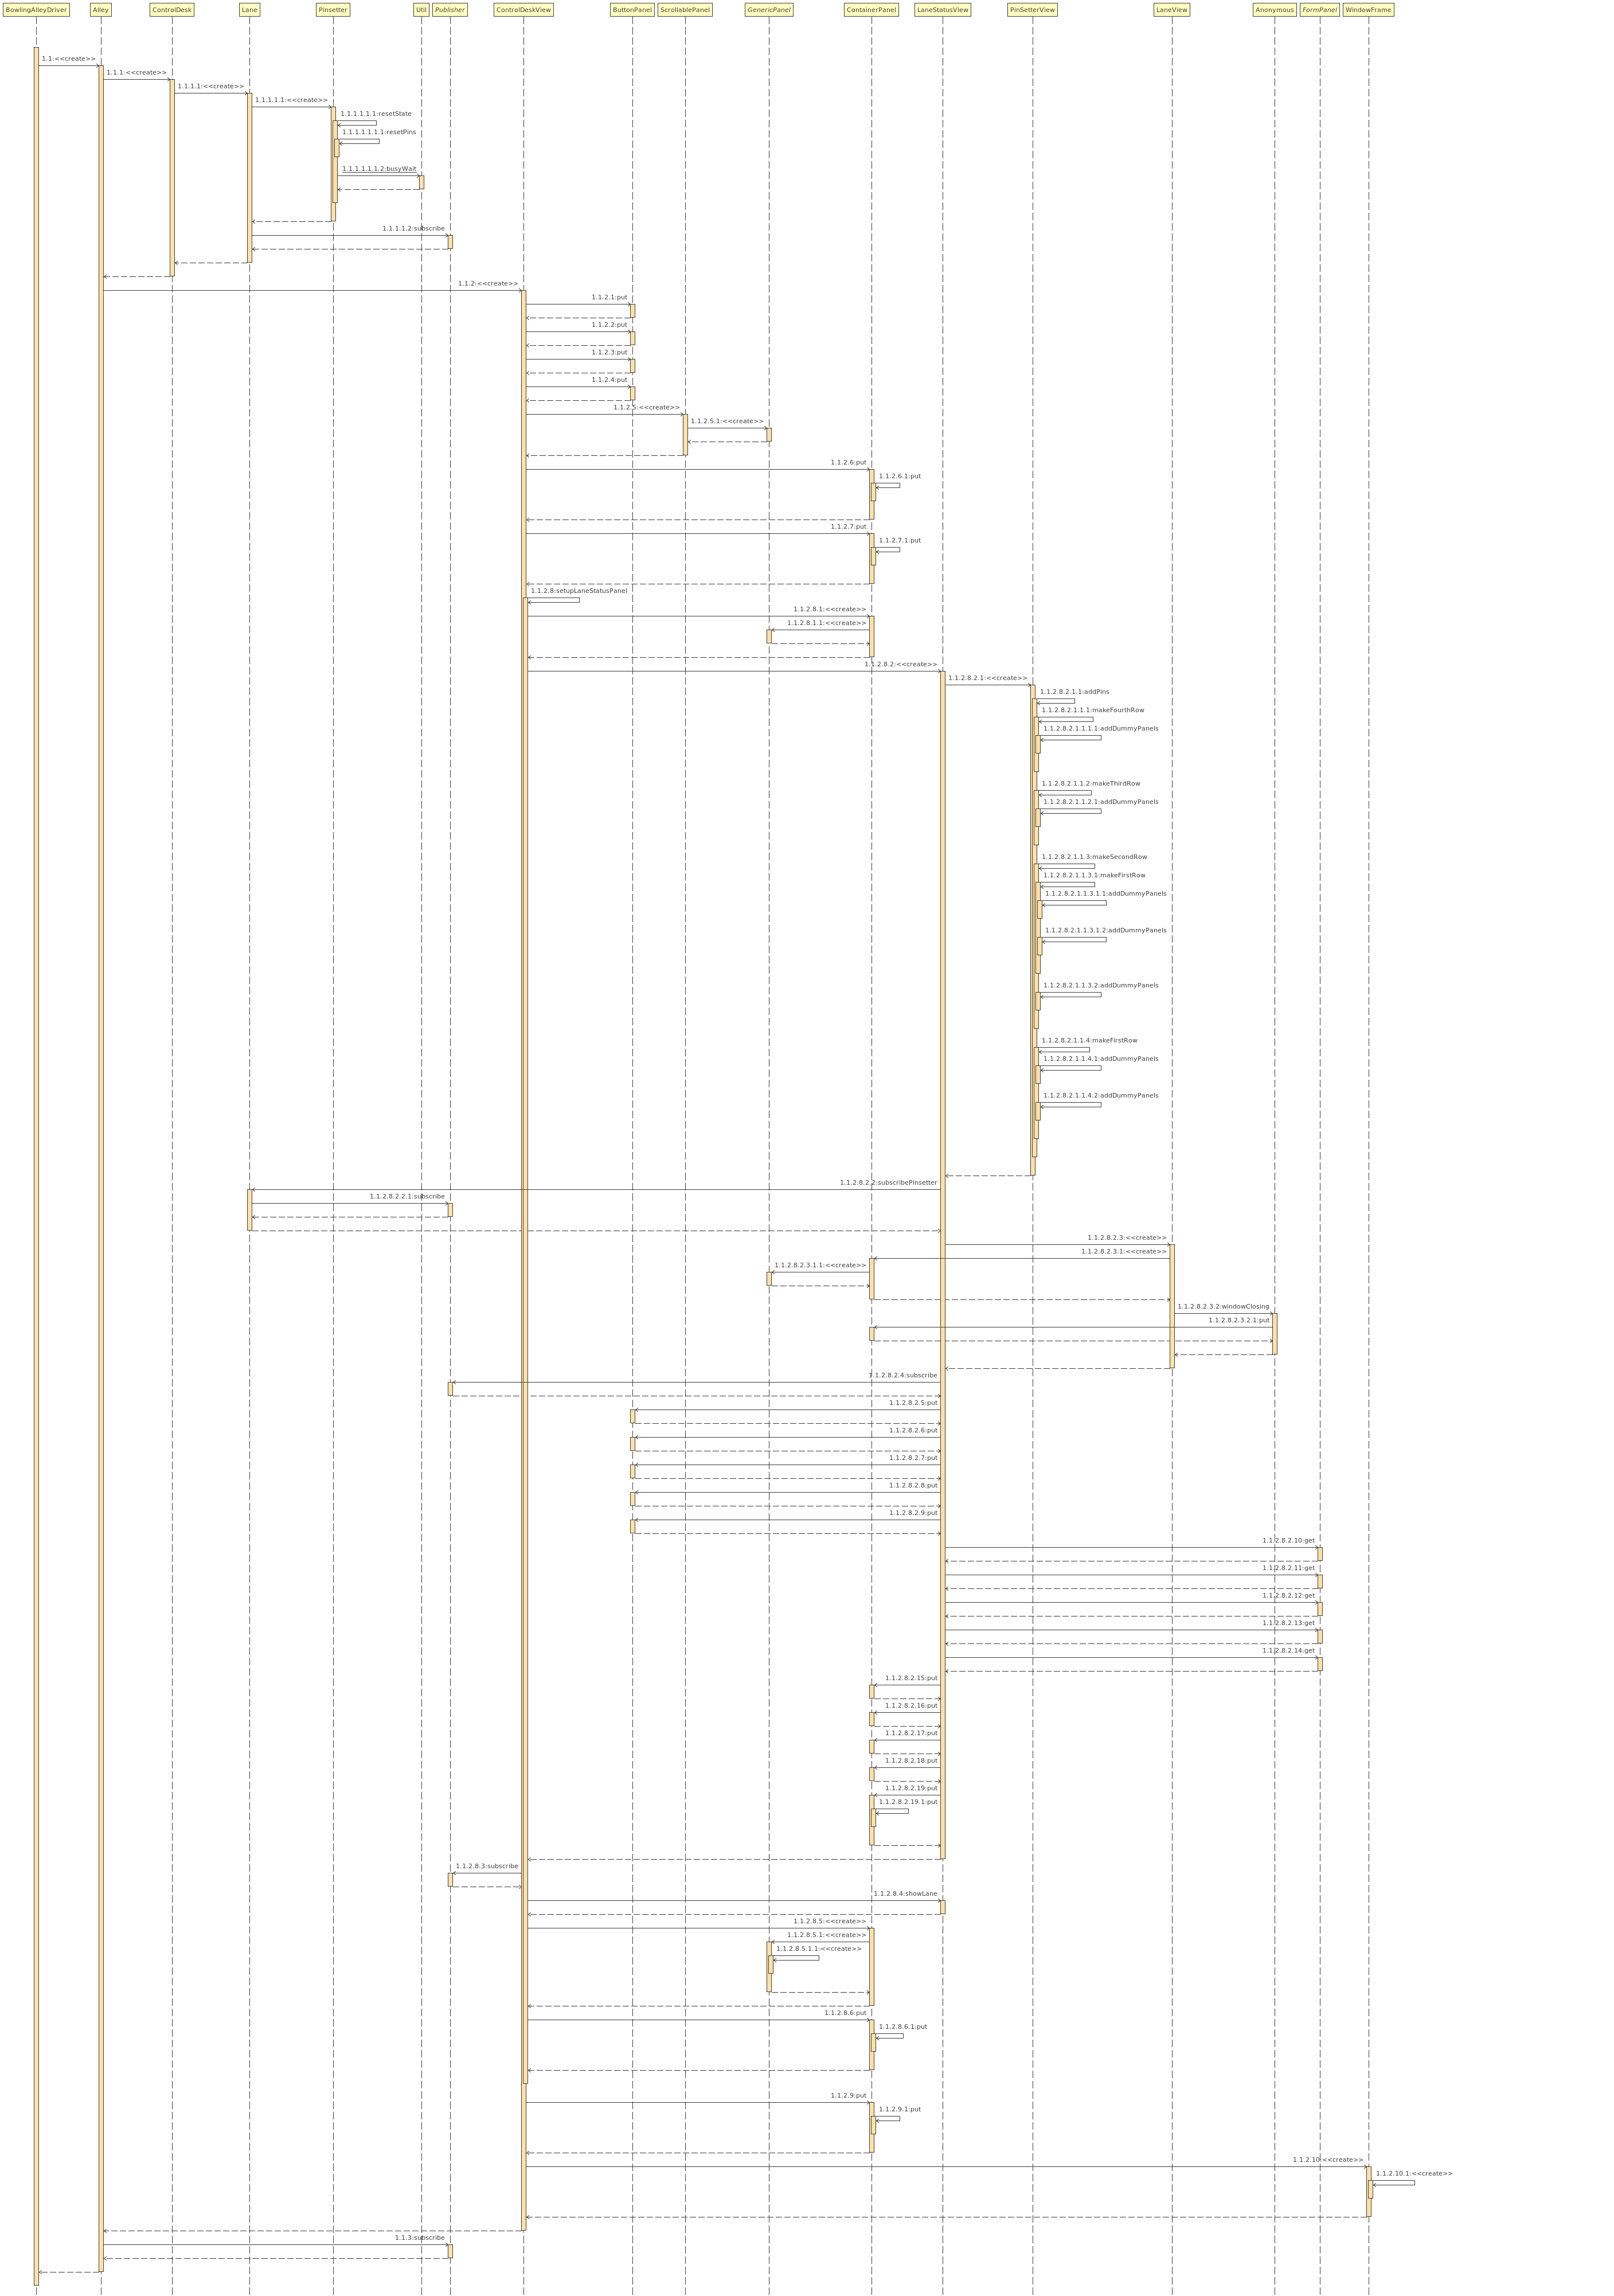 BowlingAlleyDriver Alley ControlDesk Lane Pinsetter Util Publisher ControlDeskView ButtonPanel ScrollablePanel GenericPanel ContainerPanel LaneStatusView PinSetterView LaneView Anonymous FormPanel WindowFrame
1.1:<<create>>
1.1.1:<<create>>
1.1.1.1:<<create>>
1.1.1.1.1:<<create>>
1.1.1.1.1.1:resetState
1.1.1.1.1.1.1:resetPins
1.1.1.1.1.1.2:busyWait
1.1.1.1.2:subscribe
1.1.2:<<create>>
1.1.2.1:put
1.1.2.2:put
1.1.2.3:put
1.1.2.4:put
1.1.2.5:<<create>>
1.1.2.5.1:<<create>>
1.1.2.6:put
1.1.2.6.1:put
1.1.2.7:put
1.1.2.7.1:put
1.1.2.8:setupLaneStatusPanel
1.1.2.8.1:<<create>>
1.1.2.8.1.1:<<create>>
1.1.2.8.2:<<create>>
1.1.2.8.2.1:<<create>>
1.1.2.8.2.1.1:addPins
1.1.2.8.2.1.1.1:makeFourthRow
1.1.2.8.2.1.1.1.1:addDummyPanels
1.1.2.8.2.1.1.2:makeThirdRow
1.1.2.8.2.1.1.2.1:addDummyPanels
1.1.2.8.2.1.1.3:makeSecondRow
1.1.2.8.2.1.1.3.1:makeFirstRow
1.1.2.8.2.1.1.3.1.1:addDummyPanels
1.1.2.8.2.1.1.3.1.2:addDummyPanels
1.1.2.8.2.1.1.3.2:addDummyPanels
1.1.2.8.2.1.1.4:makeFirstRow
1.1.2.8.2.1.1.4.1:addDummyPanels
1.1.2.8.2.1.1.4.2:addDummyPanels
1.1.2.8.2.2:subscribePinsetter
1.1.2.8.2.2.1:subscribe
1.1.2.8.2.3:<<create>>
1.1.2.8.2.3.1:<<create>>
1.1.2.8.2.3.1.1:<<create>>
1.1.2.8.2.3.2:windowClosing
1.1.2.8.2.3.2.1:put
1.1.2.8.2.4:subscribe
1.1.2.8.2.5:put
1.1.2.8.2.6:put
1.1.2.8.2.7:put
1.1.2.8.2.8:put
1.1.2.8.2.9:put
1.1.2.8.2.10:get
1.1.2.8.2.11:get
1.1.2.8.2.12:get
1.1.2.8.2.13:get
1.1.2.8.2.14:get
1.1.2.8.2.15:put
1.1.2.8.2.16:put
1.1.2.8.2.17:put
1.1.2.8.2.18:put
1.1.2.8.2.19:put
1.1.2.8.2.19.1:put
1.1.2.8.3:subscribe
1.1.2.8.4:showLane
1.1.2.8.5:<<create>>
1.1.2.8.5.1:<<create>>
1.1.2.8.5.1.1:<<create>>
1.1.2.8.6:put
1.1.2.8.6.1:put
1.1.2.9:put
1.1.2.9.1:put
1.1.2.10:<<create>>
1.1.2.10.1:<<create>>
1.1.3:subscribe